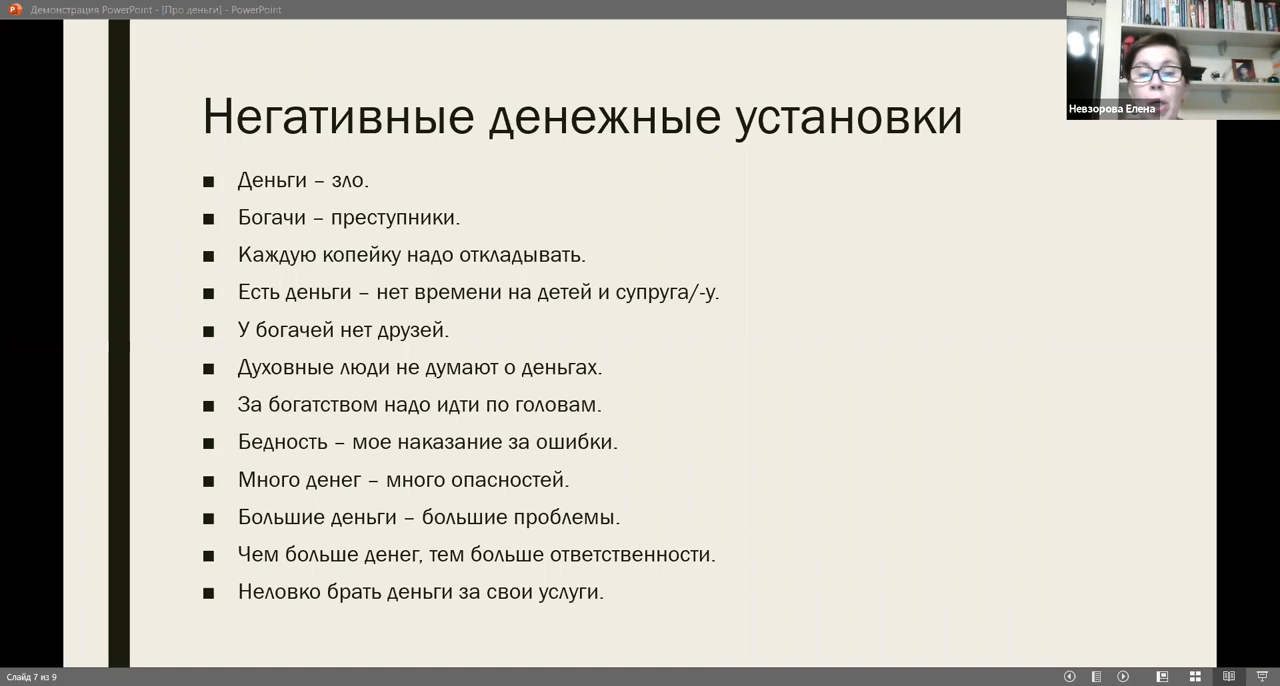 Демонстрация PowerPoint - [Про деньги] - PowerPoint
Невзорова Елена
Негативные денежные установки
■ Деньги – зло.
■ Богачи – преступники.
■ Каждую копейку надо откладывать.
■ Есть деньги – нет времени на детей и супруга/-у.
■ У богачей нет друзей.
■ Духовные люди не думают о деньгах.
■ За богатством надо идти по головам.
■ Бедность – мое наказание за ошибки.
■ Много денег – много опасностей.
■ Большие деньги – большие проблемы.
■ Чем больше денег, тем больше ответственности.
■ Неловко брать деньги за свои услуги.
Слайд 7 из 9